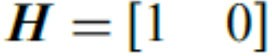 H = [1 0]